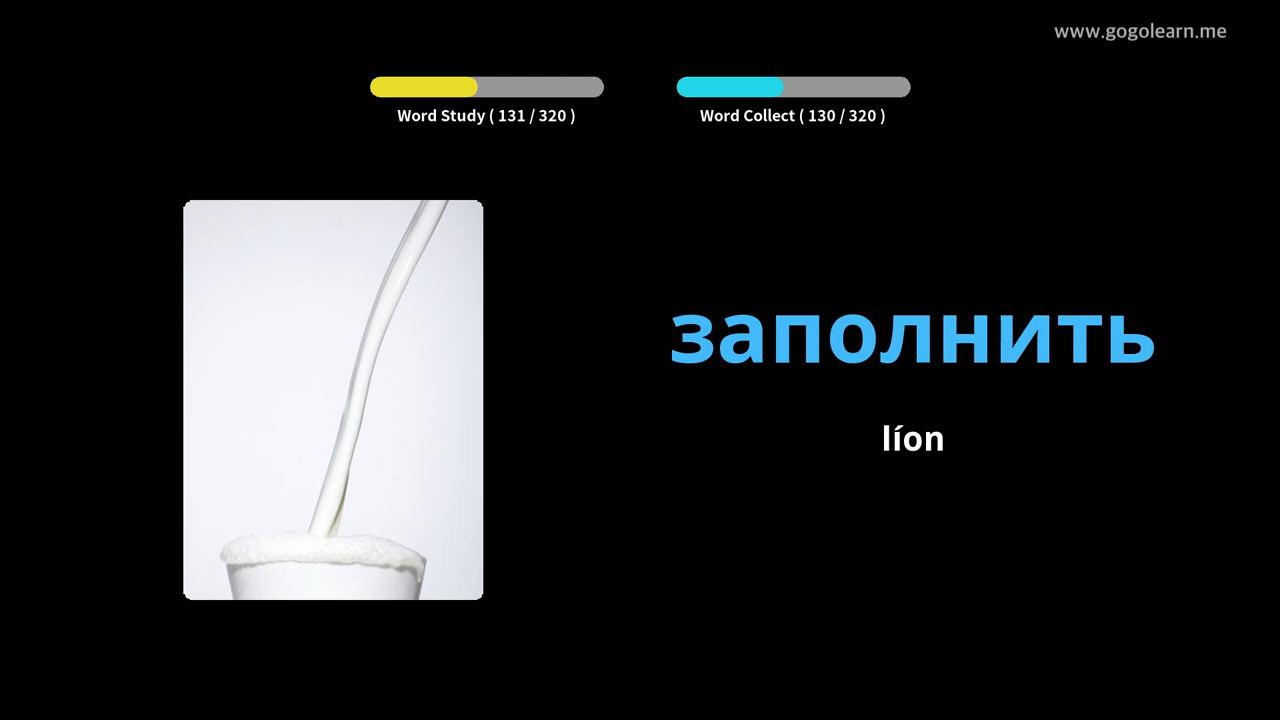 www.gogolearn.me
Word Study ( 131 / 320 )
Word Collect ( 130 / 320 )
заполнить
líon